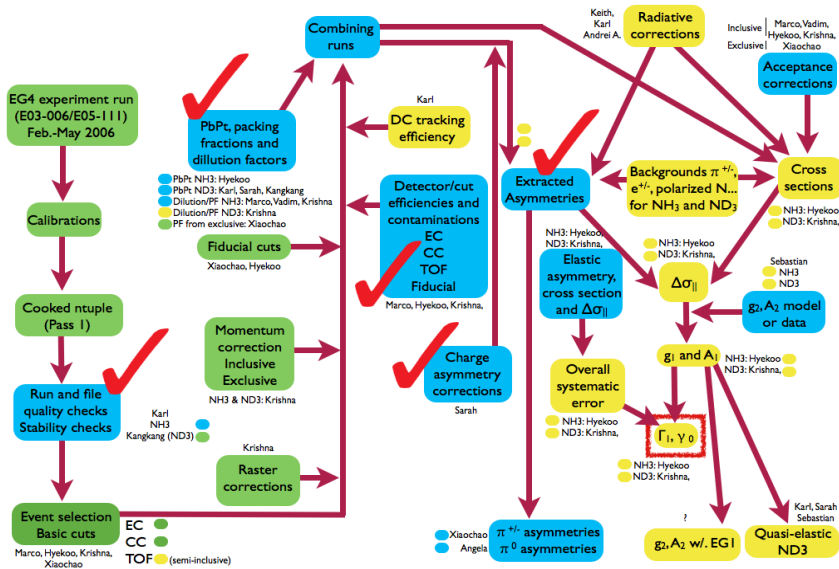 Combining
runs
Keith,
Karl
Andrei A.
Radiative
corrections
Inclusive
Exclusive
Marco, Vadim,
Hyekoo, Krishna,
Xiaochao
Acceptance
corrections
EG4 experiment run
(E03-006/E05-111)
Feb.-May 2006
PbPt, packing
fractions and
dillution factors
PbPt NH3: Hyekoo
PbPt ND3: Karl, Sarah, Kangkang
Dilution/PF NH3: Marco, Vadim, Krishna
Dilution/PF ND3: Krishna
PF from exclusive: Xiaochao
Karl
DC tracking
efficiency
Extracted
Asymmetries
NH3: Hyekoo,
ND3: Krishna,
Backgrounds π⁺/⁻,
e⁺/⁻, polarized N...
for NH₃ and ND₃
Cross
sections
NH3: Hyekoo
ND3: Krishna,
Calibrations
Fiducial cuts
Xiaochao, Hyekoo
Detector/cut
efficiencies and
contaminations
EC
CC
TOF
Fiducial
Marco, Hyekoo, Krishna,
Elastic
asymmetry,
cross section
and Δσ||
NH3: Hyekoo
ND3: Krishna,
Δσ||
Sebastian
NH3
ND3
g₂, A₂ model
or data
Cooked ntuple
(Pass 1)
Momentum
correction
Inclusive
Exclusive
NH3 & ND3: Krishna
Charge
asymmetry
corrections
Sarah
g₁ and A₁
NH3: Hyekoo
ND3: Krishna,
Run and file
quality checks
Stability checks
Karl
NH3
Kangkang (ND3)
Overall
systematic
error
NH3: Hyekoo
ND3: Krishna,
Γ₁, γ₀
NH3: Hyekoo
ND3: Krishna,
Krishna
Raster
corrections
Event selection
Basic cuts
Marco, Hyekoo, Krishna,
Xiaochao
EC
CC
TOF (semi-inclusive)
Xiaochao
Angela
π⁺/⁻ asymmetries
π⁰ asymmetries
?
g₂, A₂ w/. EG1
Karl, Sarah
Sebastian
Quasi-elastic
ND3